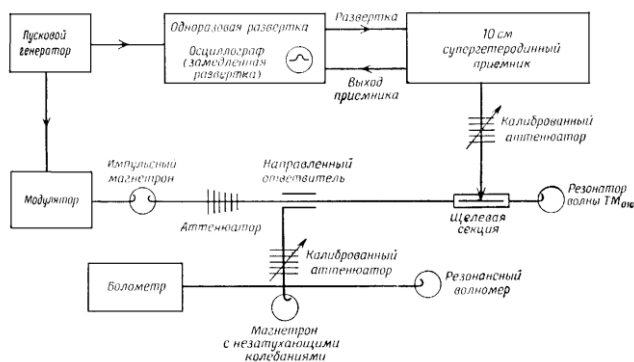 Пусковой
генератор
Одноразовая развертка
Осциллограф
(замедленная
развертка)
Развертка
Выход
приемника
10 см
супергетеродинный
приемник
Калиброванный
аттенюатор
Модулятор
Импульсный
магнетрон
Аттенюатор
Направленный
ответвитель
Щелевая
секция
Резонатор
волны TM₀₁₀
Калиброванный
аттенюатор
Болометр
Резонансный
волномер
Магнетрон
с незатухающими
колебаниями